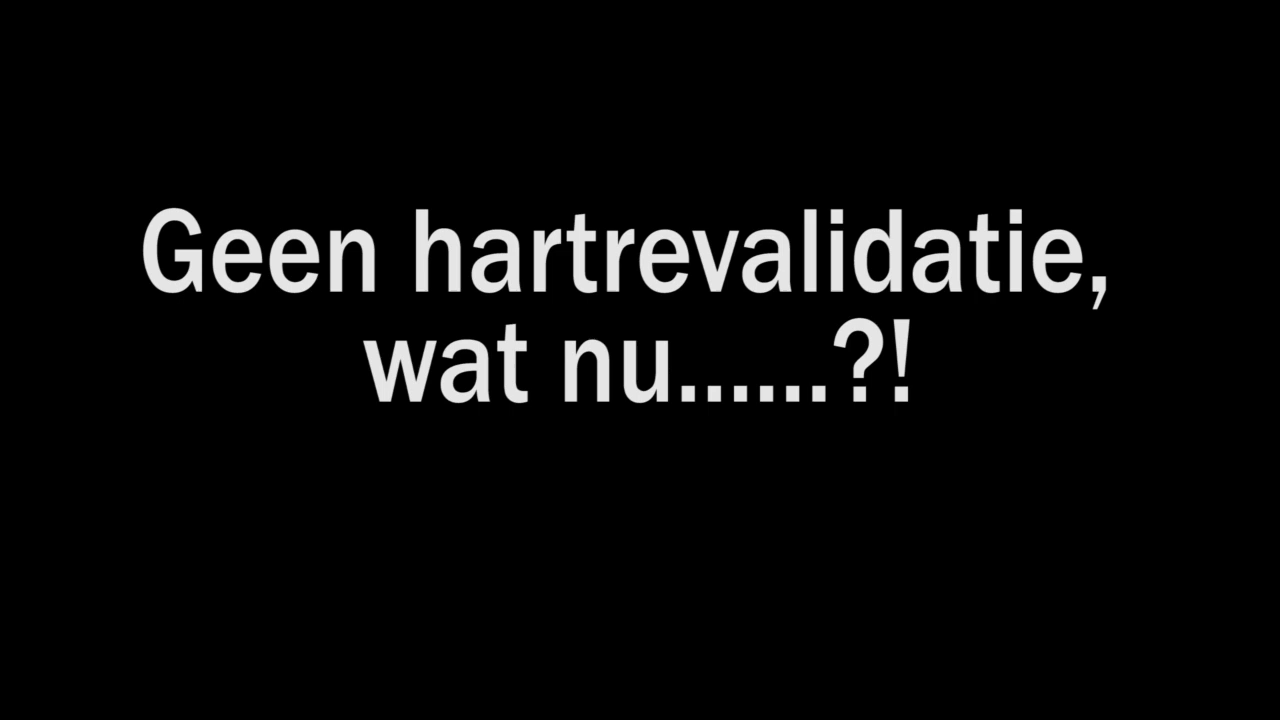 Geen hartrevalidatie,
wat nu......?!